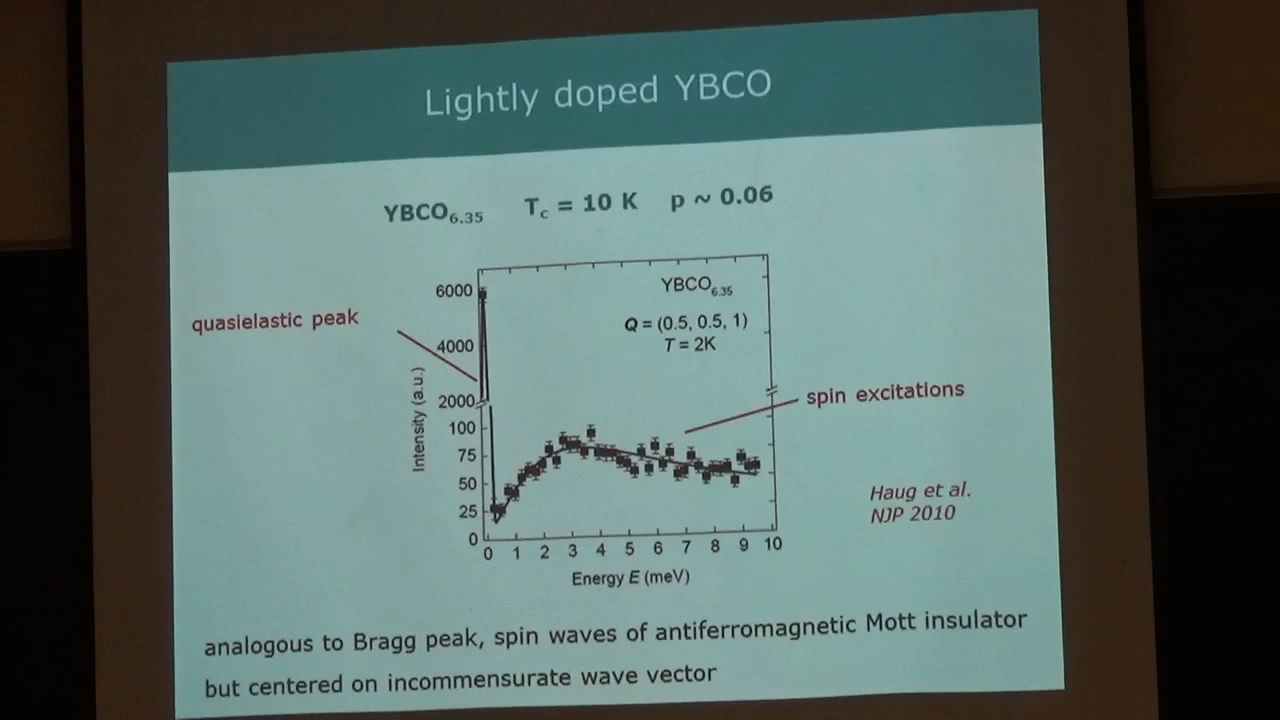 Lightly doped YBCO
YBCO6.35 Tc = 10 K p ~ 0.06
quasielastic peak
YBCO6.35
Q = (0.5, 0.5, 1)
T = 2K
Intensity (a.u.)
6000
4000
2000
100
75
50
25
0
0 1 2 3 4 5 6 7 8 9 10
Energy E (meV)
spin excitations
Haug et al.
NJP 2010
analogous to Bragg peak, spin waves of antiferromagnetic Mott insulator
but centered on incommensurate wave vector